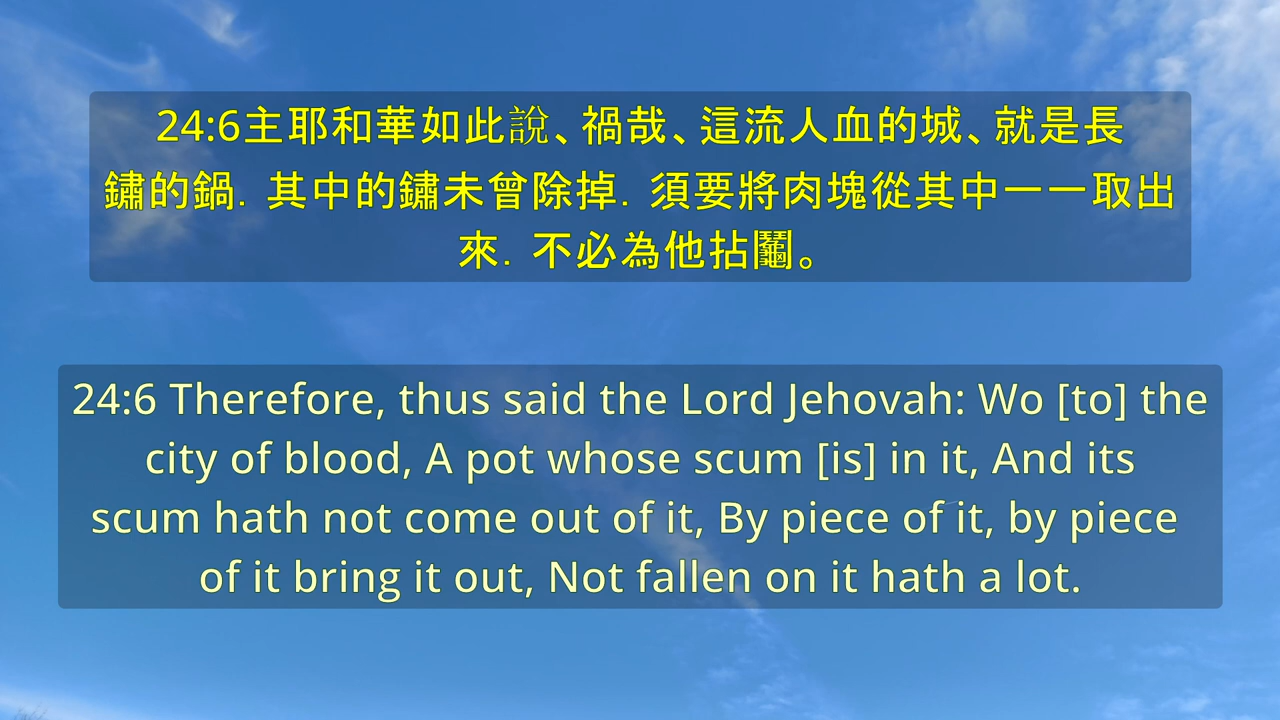 24:6主耶和華如此說、禍哉、這流人血的城、就是長
鏽的鍋．其中的鏽未曾除掉．須要將肉塊從其中一一取出
來．不必為他拈鬮。
24:6 Therefore, thus said the Lord Jehovah: Wo [to] the
city of blood, A pot whose scum [is] in it, And its
scum hath not come out of it, By piece of it, by piece
of it bring it out, Not fallen on it hath a lot.